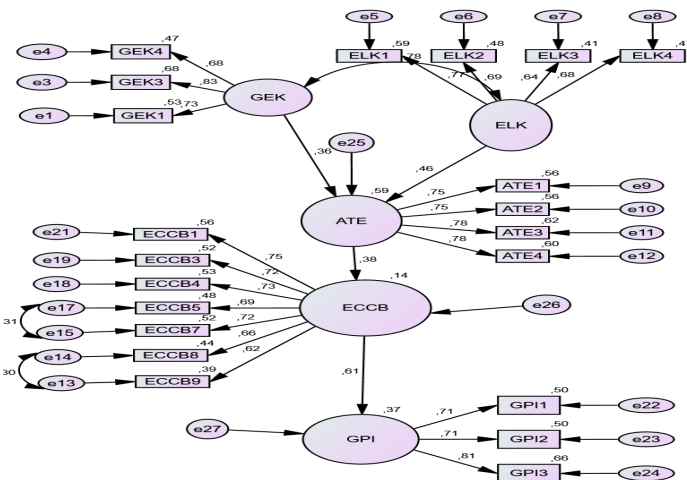 e5 e6 e7 e8
,59 ,48 ,41 ,4
ELK1 ELK2 ELK3 ELK4
,47
e4 GEK4 ,68
,68
e3 GEK3 ,83
,53 ,73
e1 GEK1
GEK
,78
,77 ,69 ,64 ,68
ELK
,36 e25 ,46
,59
ATE
,75 ATE1 ,56 e9
,75 ATE2 ,56 e10
,78 ATE3 ,62 e11
,78 ATE4 ,60 e12
,38
e21 ECCB1 ,56 ,75
e19 ECCB3 ,52 ,72
e18 ECCB4 ,53 ,73
e17 ECCB5 ,48 ,69
31
e15 ECCB7 ,52 ,72
e14 ECCB8 ,44 ,66
30
e13 ECCB9 ,39 ,62
,14
ECCB
e26
,61
,37
e27 GPI
,71 GPI1 ,50 e22
,71 GPI2 ,50 e23
,81 GPI3 ,66 e24